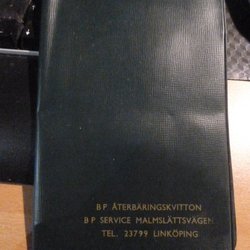 BP ÅTERBÄRINGSKVITTON
BP SERVICE MALMSLÄTTSVÄGEN
TEL. 23799 LINKÖPING